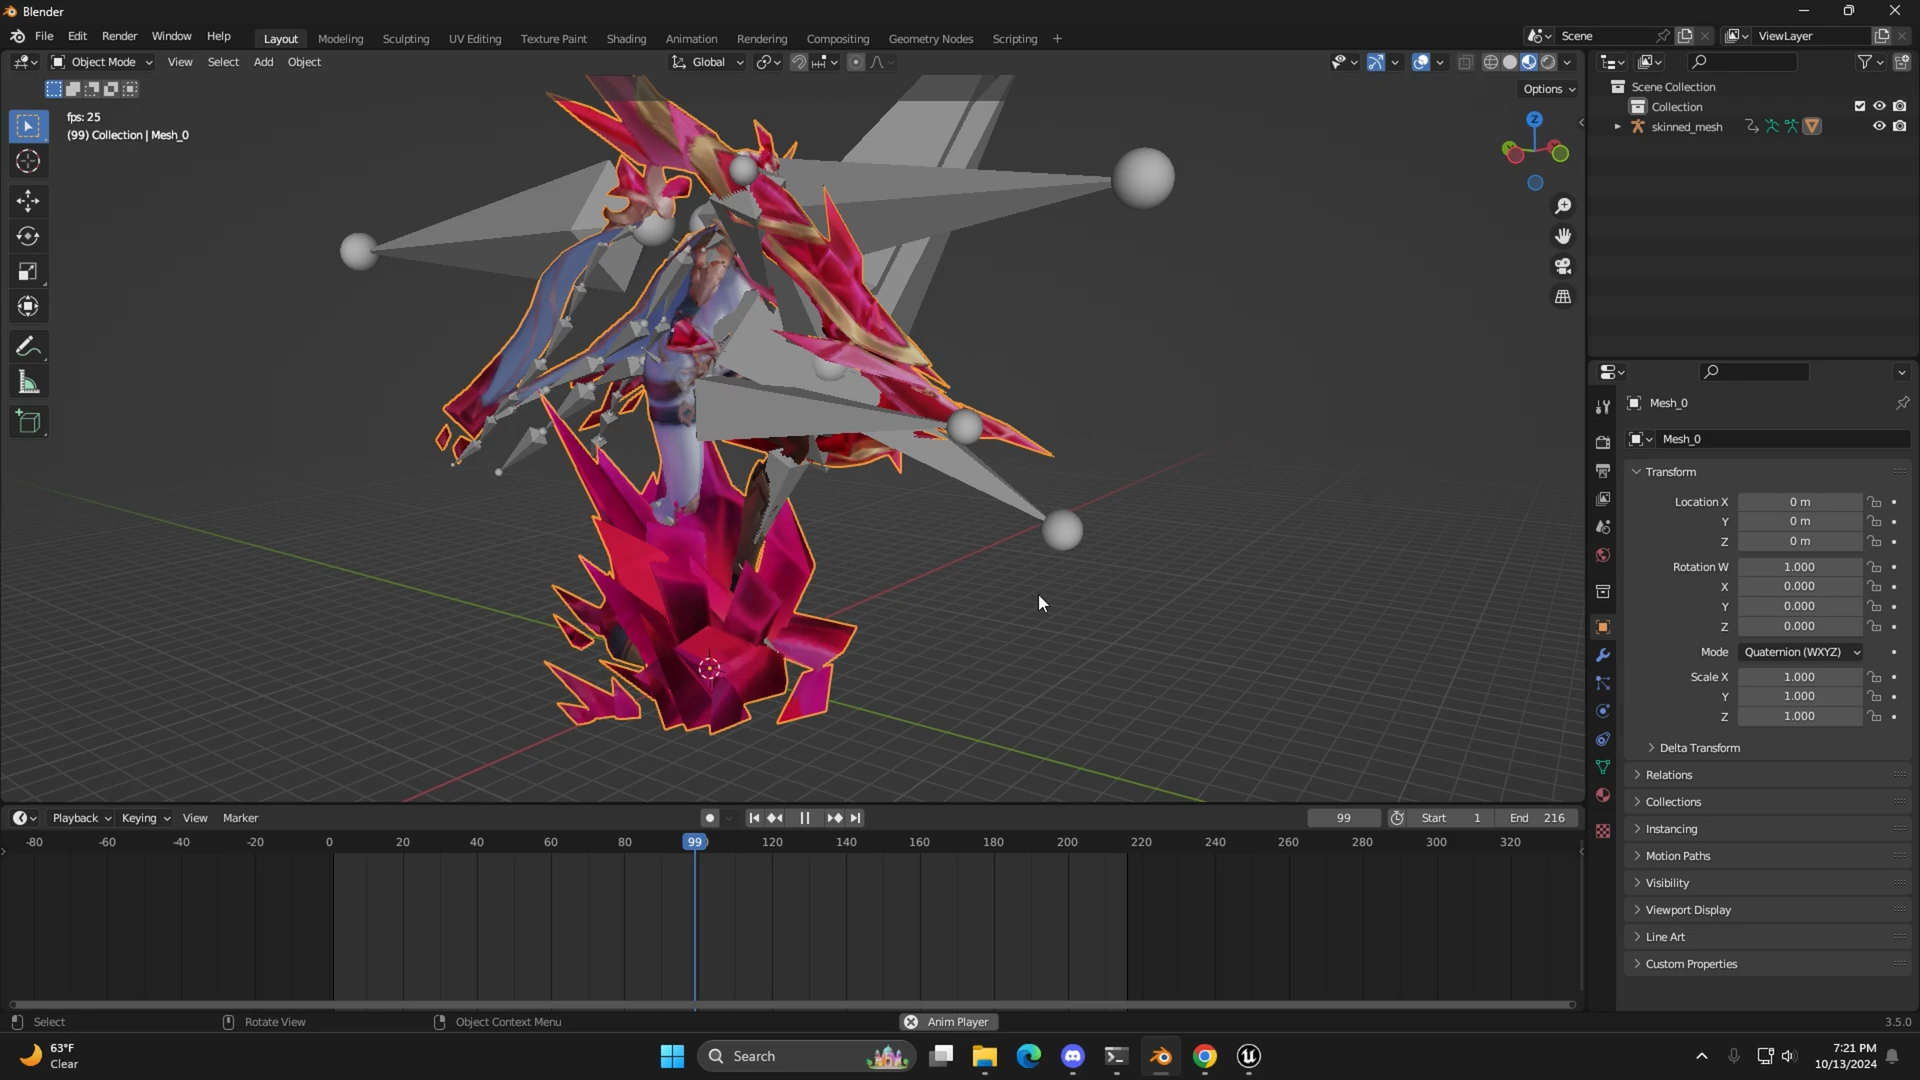 Blender
File Edit Render Window Help Layout Modeling Sculpting UV Editing Texture Paint Shading Animation Rendering Compositing Geometry Nodes Scripting + Scene ViewLayer
Object Mode View Select Add Object Global
Options
fps: 25
(99) Collection | Mesh_0
Z
Scene Collection
Collection
skinned_mesh
Mesh_0
Mesh_0
Transform
Location X 0 m
Y 0 m
Z 0 m
Rotation W 1.000
X 0.000
Y 0.000
Z 0.000
Mode Quaternion (WXYZ)
Scale X 1.000
Y 1.000
Z 1.000
Delta Transform
Relations
Collections
Instancing
Motion Paths
Visibility
Viewport Display
Line Art
Custom Properties
Playback Keying View Marker 99 Start 1 End 216
-80 -60 -40 -20 0 20 40 60 80 99 120 140 160 180 200 220 240 260 280 300 320
Select Rotate View Object Context Menu Anim Player 3.5.0
63°F
Clear
Search
7:21 PM
10/13/2024